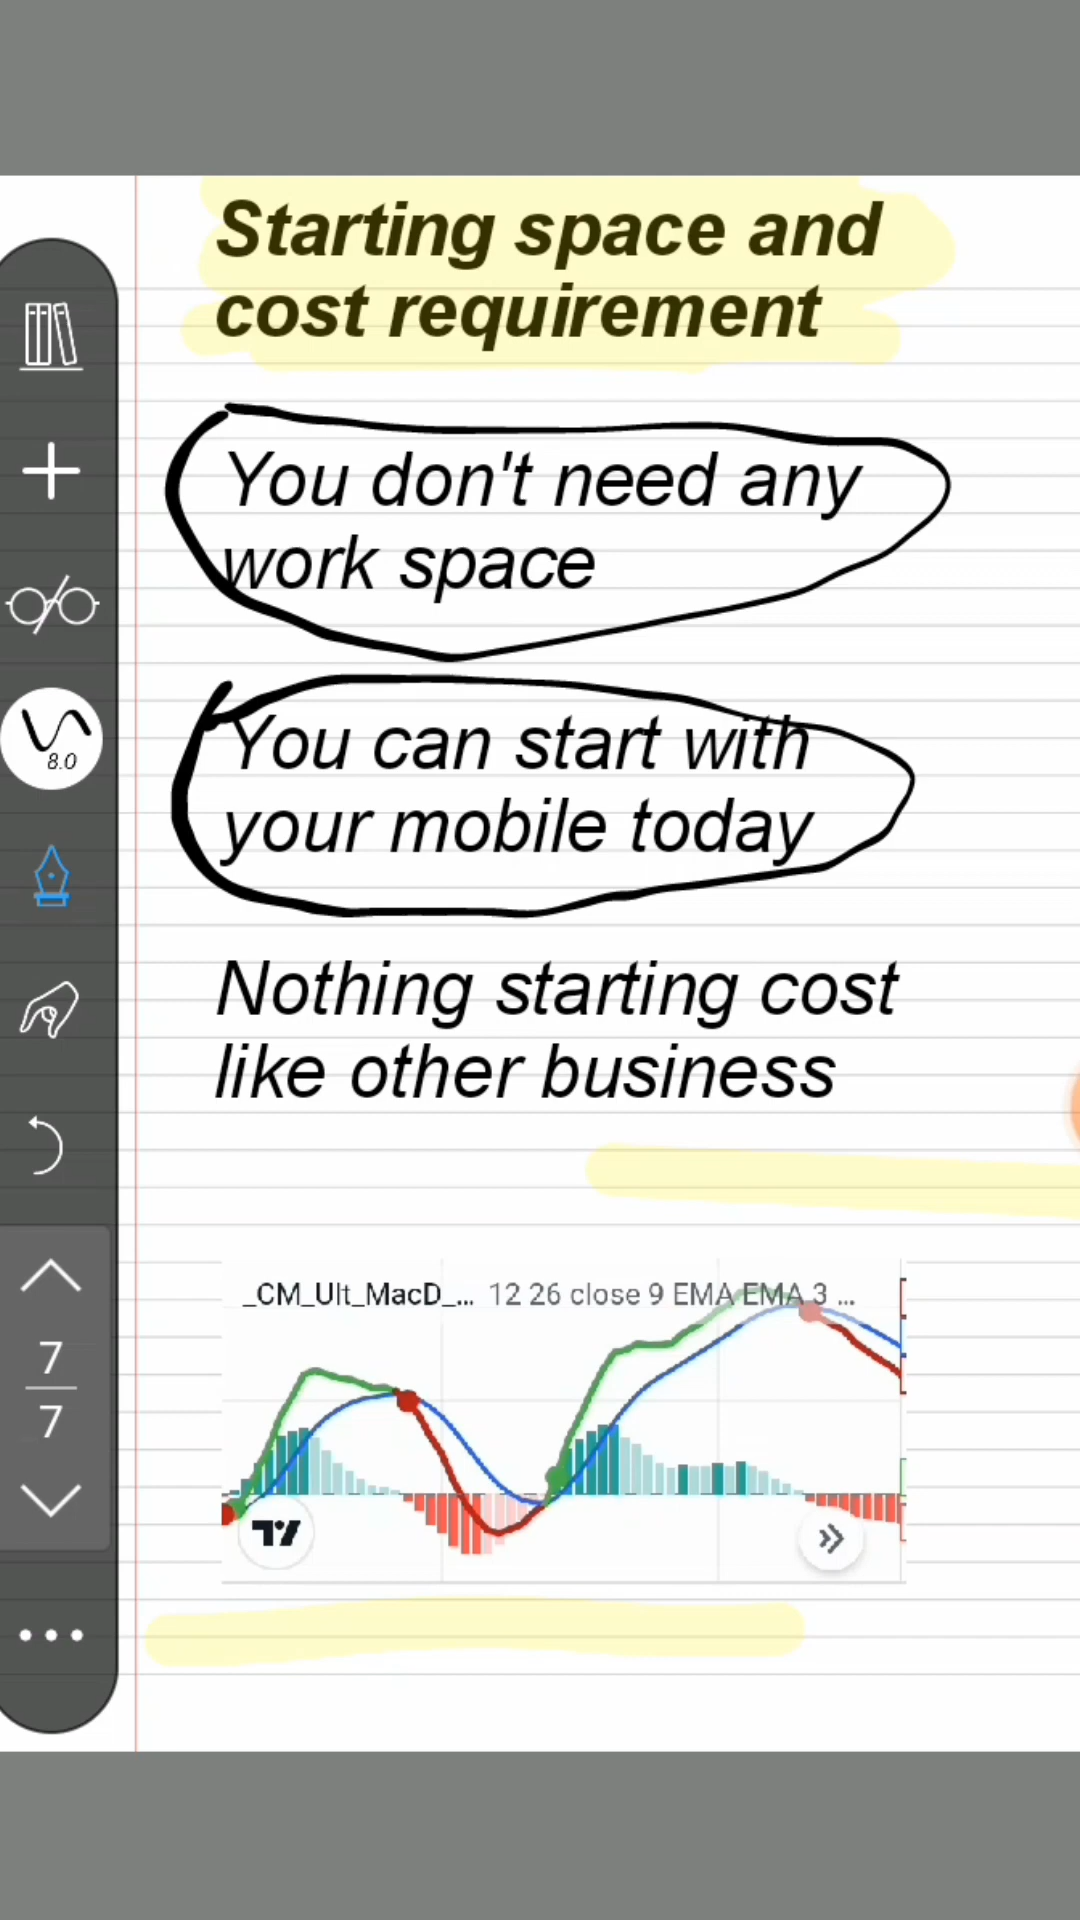 Starting space and
cost requirement
You don't need any
work space
8.0
You can start with
your mobile today
Nothing starting cost
like other business
_CM_Ult_MacD_... 12 26 close 9 EMA EMA 3 ...
7
7